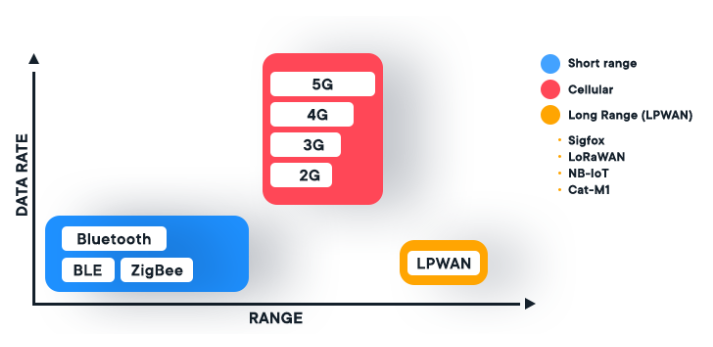 5G
4G
3G
2G
Short range
Cellular
Long Range (LPWAN)
• Sigfox
• LoRaWAN
• NB-IoT
• Cat-M1
DATA RATE
Bluetooth
BLE ZigBee
LPWAN
RANGE